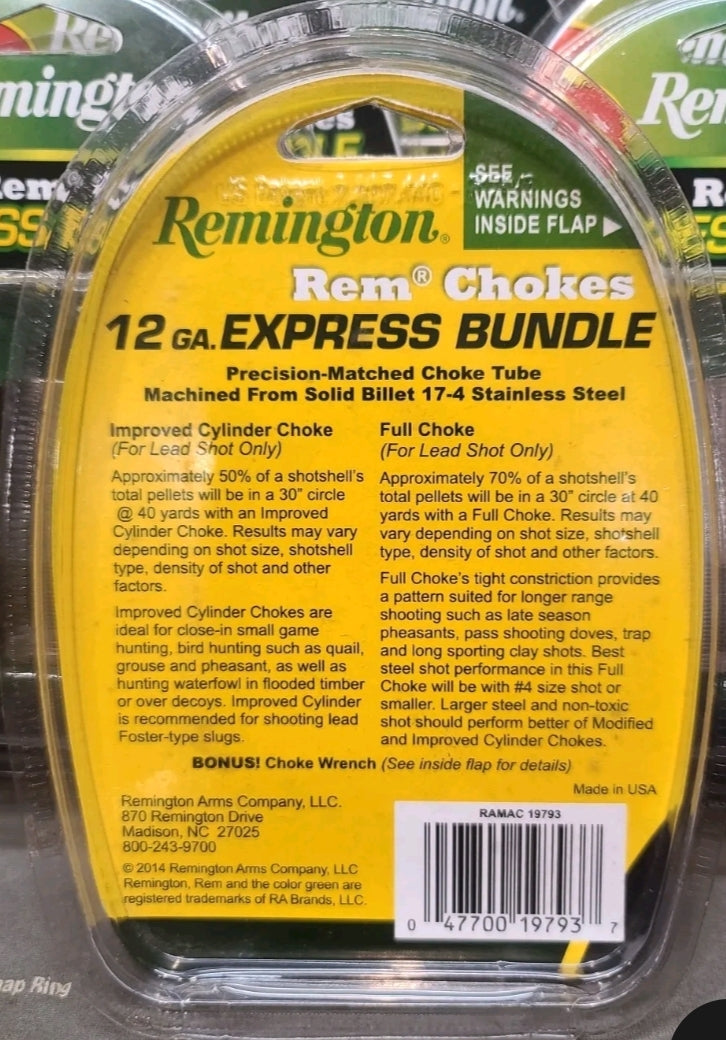 Re
mingt
Rem
SS
Re
R
ES
SEE
WARNINGS
INSIDE FLAP ▶
Remington®
Rem® Chokes
12 GA. EXPRESS BUNDLE
Precision-Matched Choke Tube
Machined From Solid Billet 17-4 Stainless Steel
Improved Cylinder Choke
(For Lead Shot Only)
Approximately 50% of a shotshell's
total pellets will be in a 30" circle
@ 40 yards with an Improved
Cylinder Choke. Results may vary
depending on shot size, shotshell
type, density of shot and other
factors.
Improved Cylinder Chokes are
ideal for close-in small game
hunting, bird hunting such as quail,
grouse and pheasant, as well as
hunting waterfowl in flooded timber
or over decoys. Improved Cylinder
is recommended for shooting lead
Foster-type slugs.
Full Choke
(For Lead Shot Only)
Approximately 70% of a shotshell's
total pellets will be in a 30" circle at 40
yards with a Full Choke. Results may
vary depending on shot size, shotshell
type, density of shot and other factors.
Full Choke's tight constriction provides
a pattern suited for longer range
shooting such as late season
pheasants, pass shooting doves, trap
and long sporting clay shots. Best
steel shot performance in this Full
Choke will be with #4 size shot or
smaller. Larger steel and non-toxic
shot should perform better of Modified
and Improved Cylinder Chokes.
BONUS! Choke Wrench (See inside flap for details)
Made in USA
Remington Arms Company, LLC.
870 Remington Drive
Madison, NC 27025
800-243-9700
© 2014 Remington Arms Company, LLC
Remington, Rem and the color green are
registered trademarks of RA Brands, LLC.
RAMAC 19793
0 47700 19793 7
ap Ring